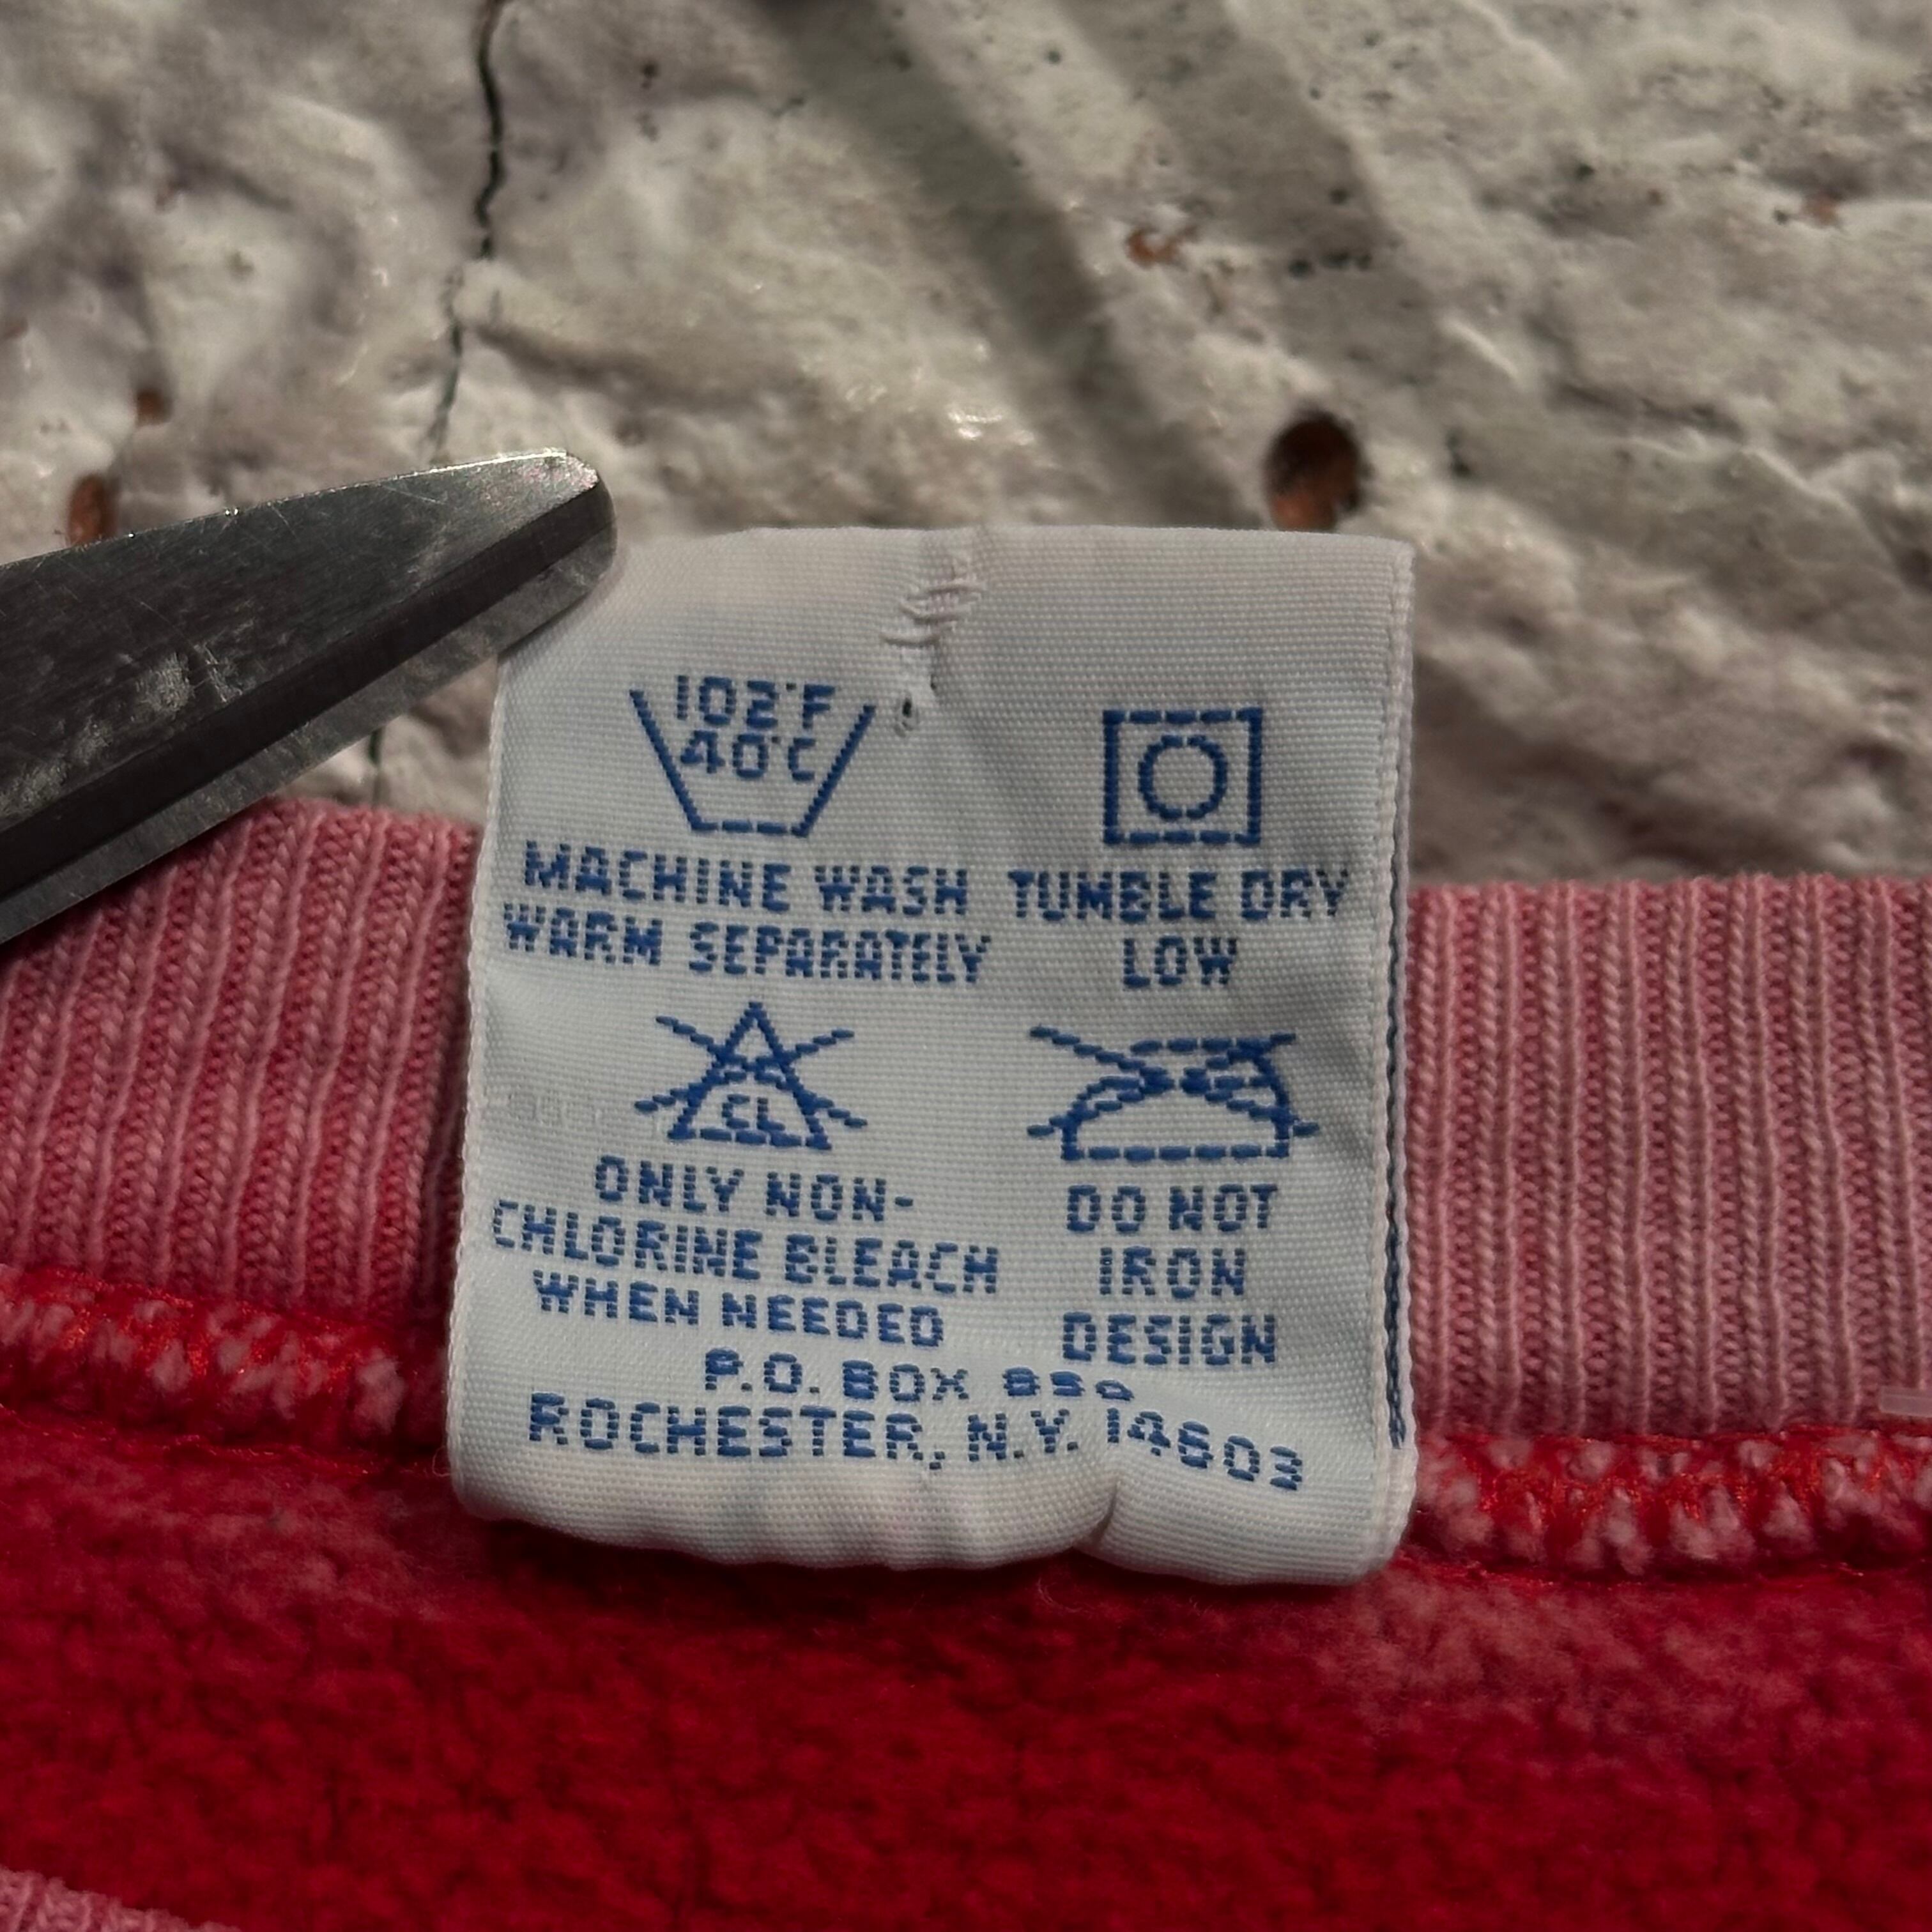 102°F
40°C
MACHINE WASH
WARM SEPARATELY
TUMBLE DRY
LOW
CL
ONLY NON-
CHLORINE BLEACH
WHEN NEEDED
DO NOT
IRON
DESIGN
P.O. BOX
ROCHESTER, N.Y. 14603